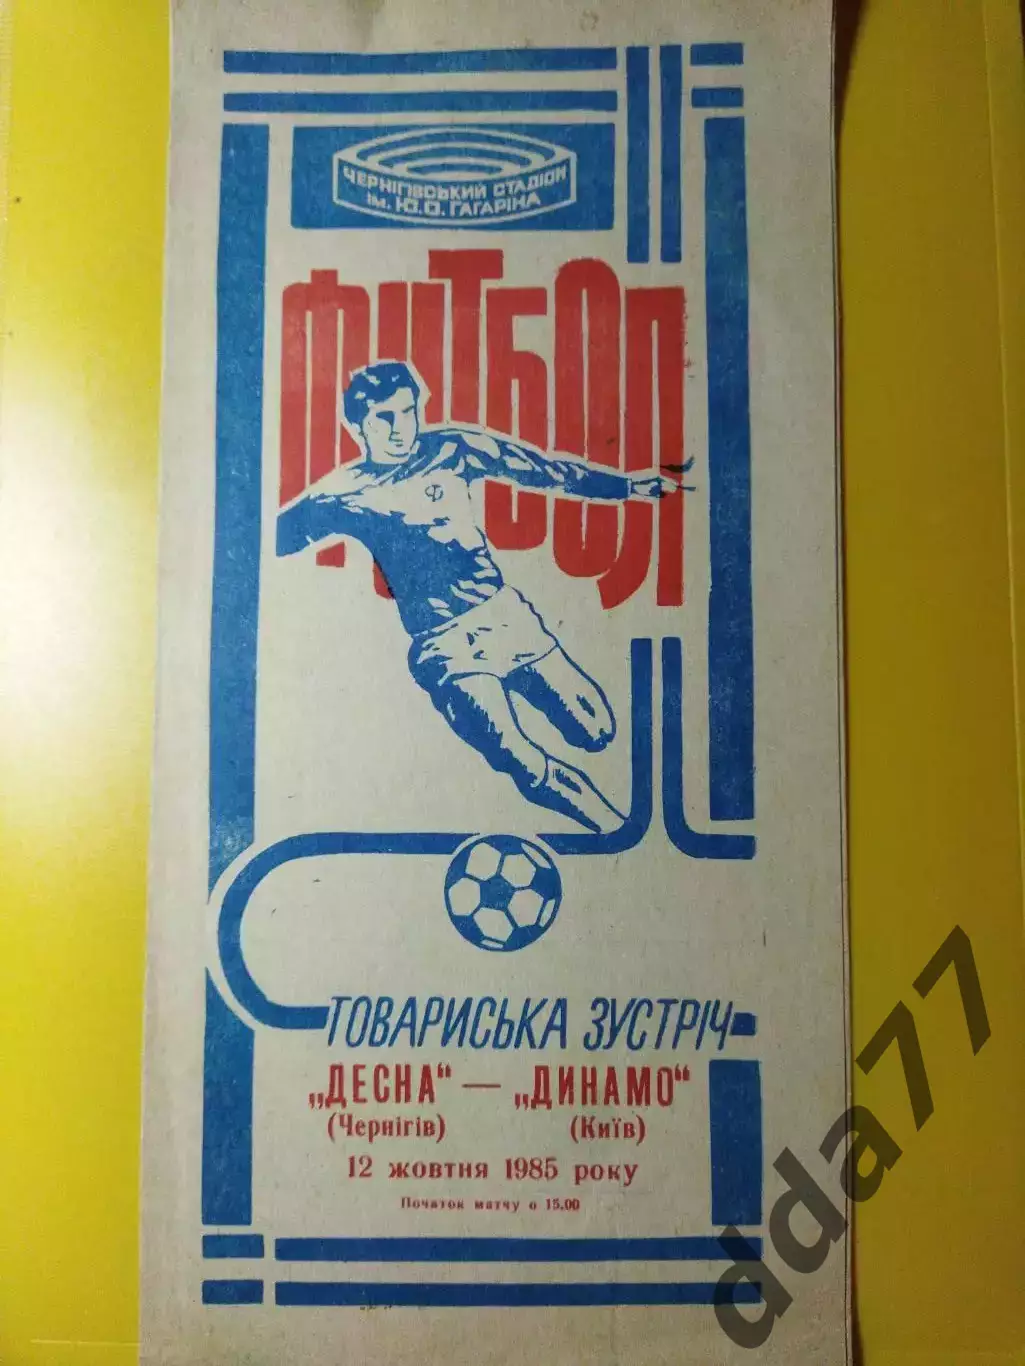 ЧЕРНІГІВСЬКИЙ СТАДІОН
ІМ. Ю.О. ГАГАРІНА
ФУТБОЛ
Ф
ТОВАРИСЬКА ЗУСТРІЧ
„ДЕСНА“ — „ДИНАМО“
(Чернігів) (Київ)
12 жовтня 1985 року
Початок матчу о 15.00
dda77